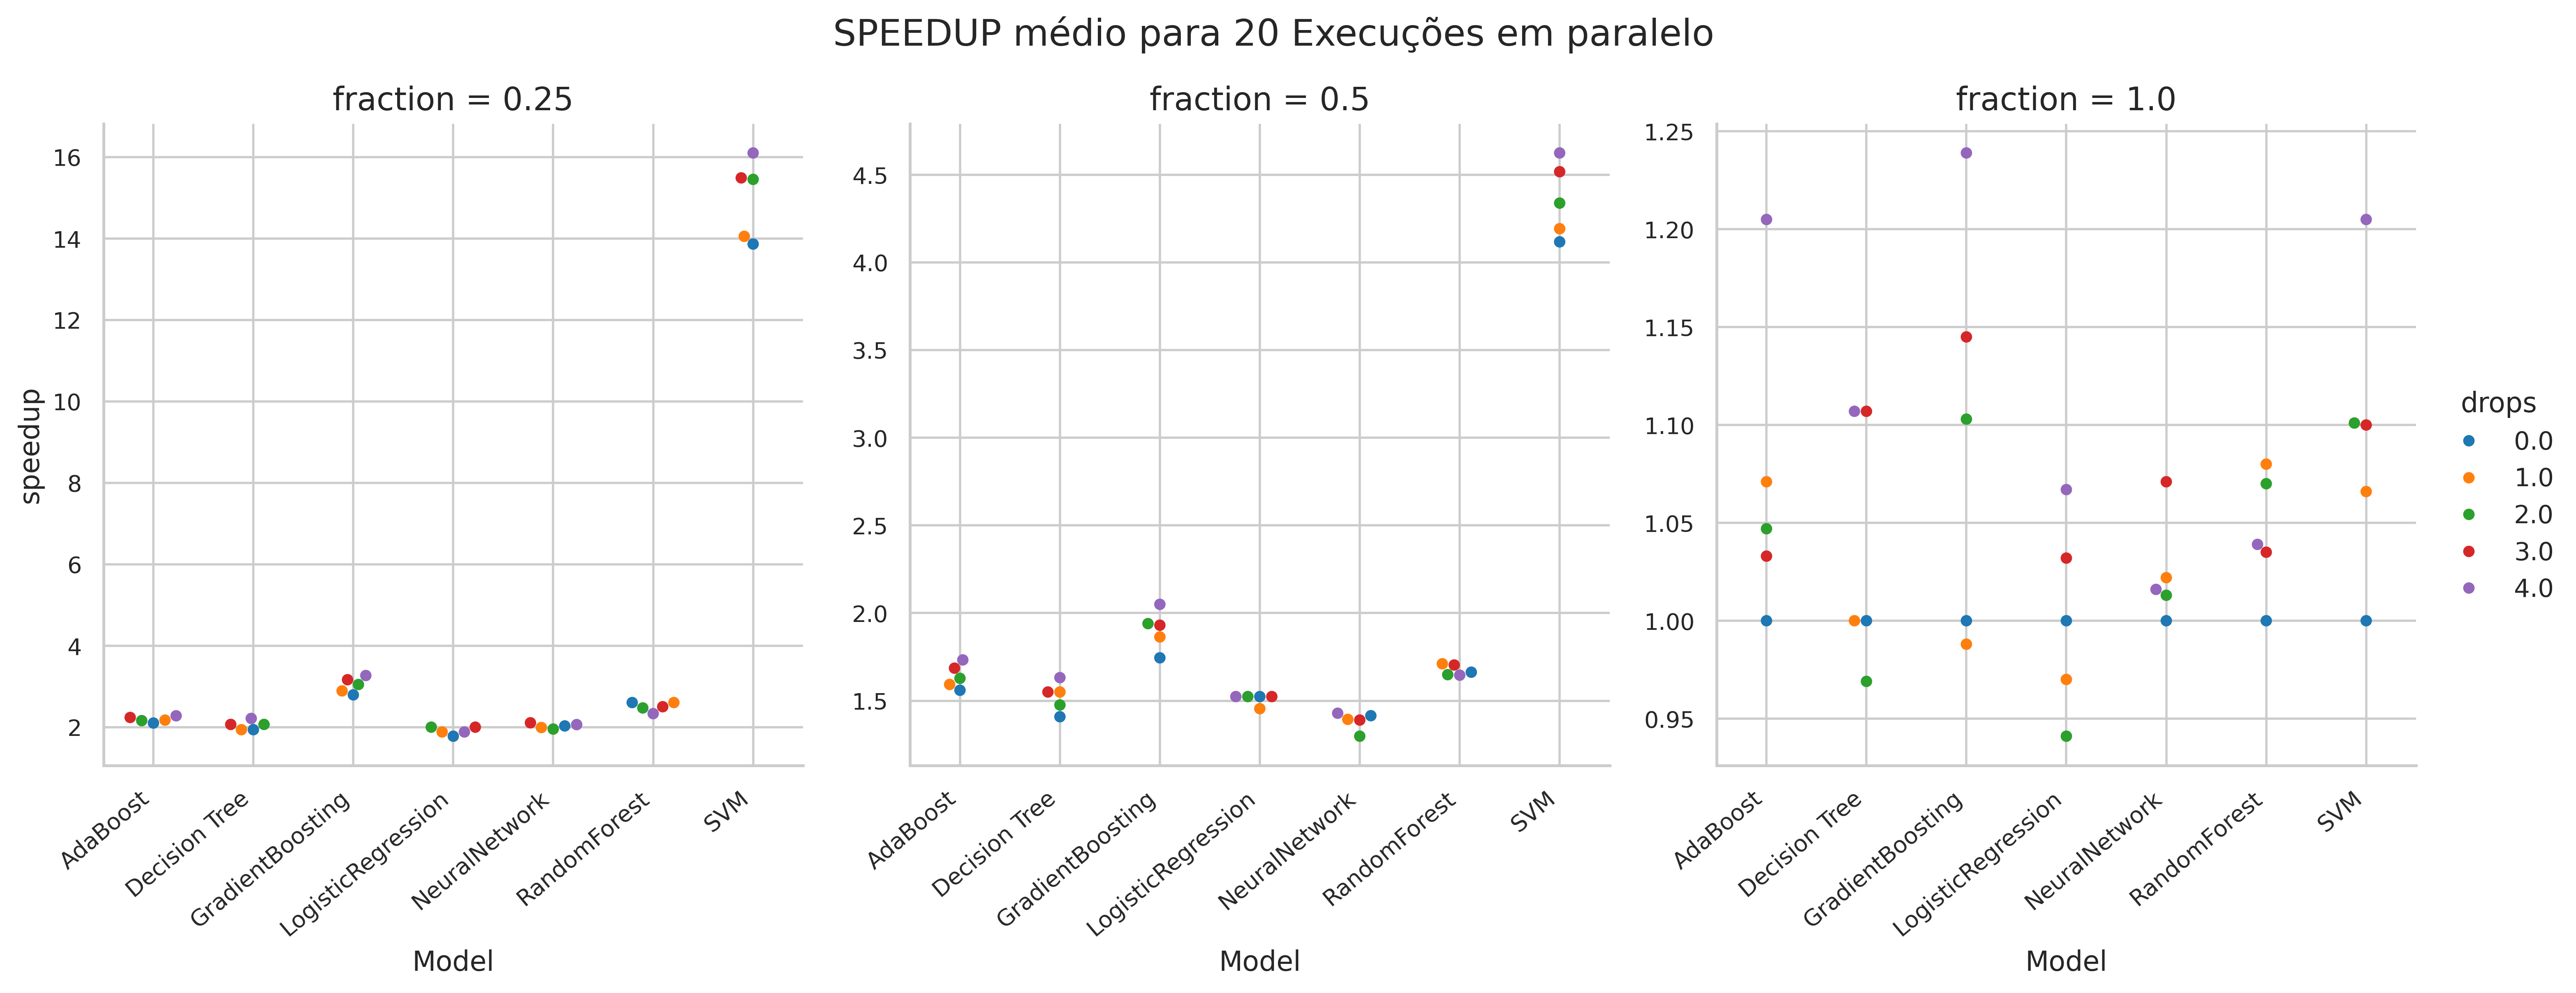 SPEEDUP médio para 20 Execuções em paralelo
fraction = 0.25
fraction = 0.5
fraction = 1.0
speedup
16
14
12
10
8
6
4
2
4.5
4.0
3.5
3.0
2.5
2.0
1.5
1.25
1.20
1.15
1.10
1.05
1.00
0.95
AdaBoost
Decision Tree
GradientBoosting
LogisticRegression
NeuralNetwork
RandomForest
SVM
Model
AdaBoost
Decision Tree
GradientBoosting
LogisticRegression
NeuralNetwork
RandomForest
SVM
Model
AdaBoost
Decision Tree
GradientBoosting
LogisticRegression
NeuralNetwork
RandomForest
SVM
Model
drops
0.0
1.0
2.0
3.0
4.0